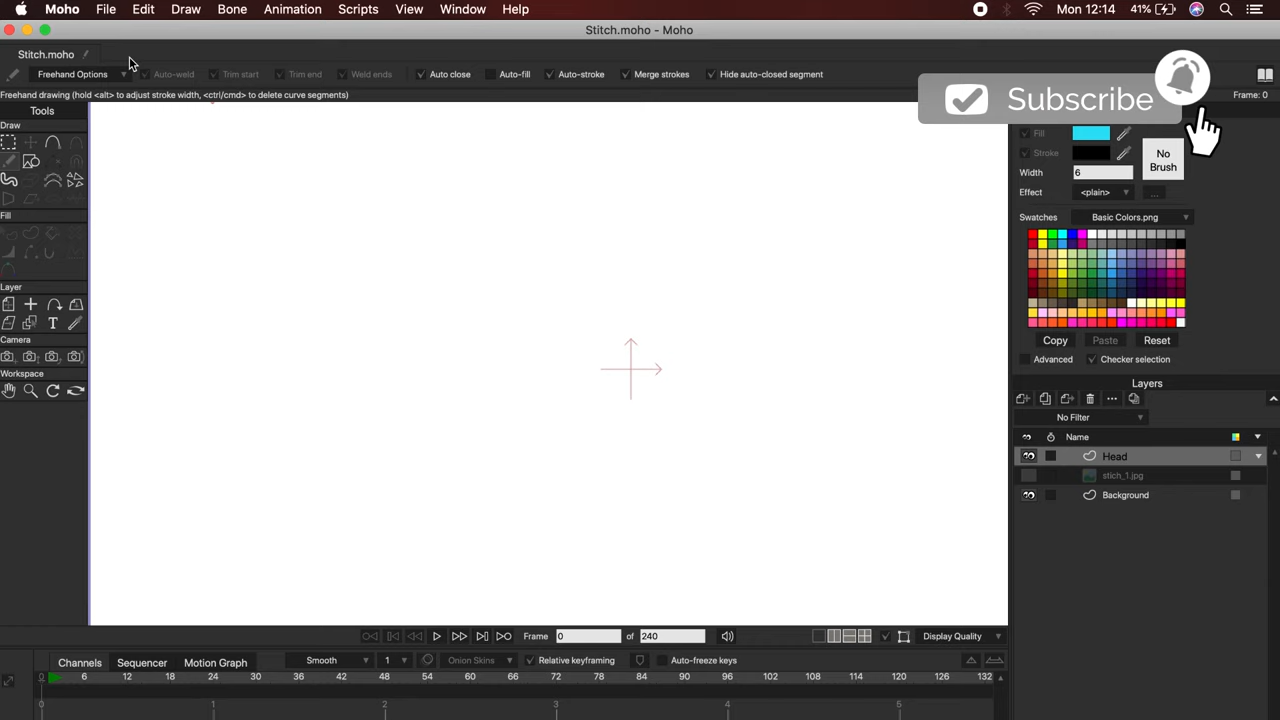 Moho File Edit Draw Bone Animation Scripts Layer View Window Help Mon 12:14 41%
Stitch.moho - Moho
Stitch.moho
Freehand Options Auto-weld Trim start Trim end Weld ends Auto close Auto-fill Auto-stroke Merge strokes Hide auto-closed segment
Freehand drawing (hold <alt> to adjust stroke width, <ctrl/cmd> to delete curve segments) Frame: 0
Subscribe
Tools
Draw
Fill
Layer
Camera
Workspace
Fill
Stroke
No
Brush
Width 6
Effect <plain> ...
Swatches Basic Colors.png
Copy Paste Reset
Advanced Checker selection
Layers
No Filter
Name
Head
stich_1.jpg
Background
Frame 0 of 240 Display Quality
Channels Sequencer Motion Graph Smooth 1 Onion Skins Relative keyframing Auto-freeze keys
6 12 18 24 30 36 42 48 54 60 66 72 78 84 90 96 102 108 114 120 126 132
0 1 2 3 4 5